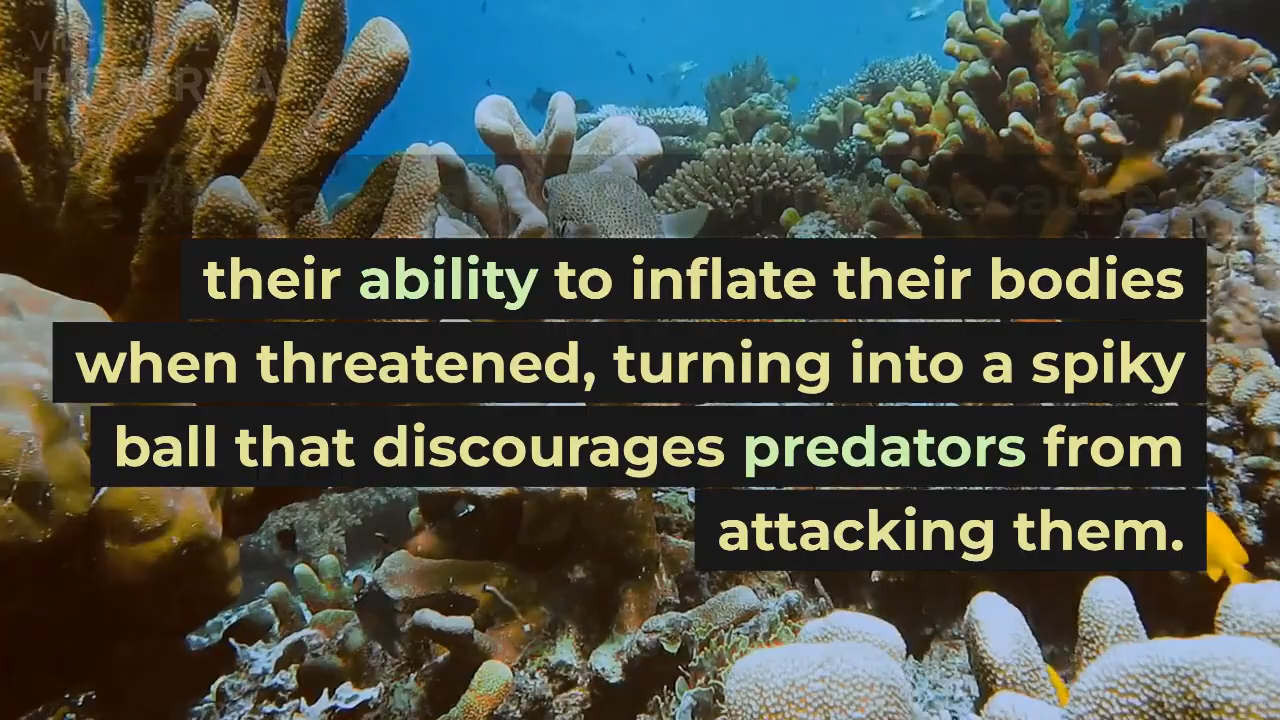 their ability to inflate their bodies
when threatened, turning into a spiky
ball that discourages predators from
attacking them.